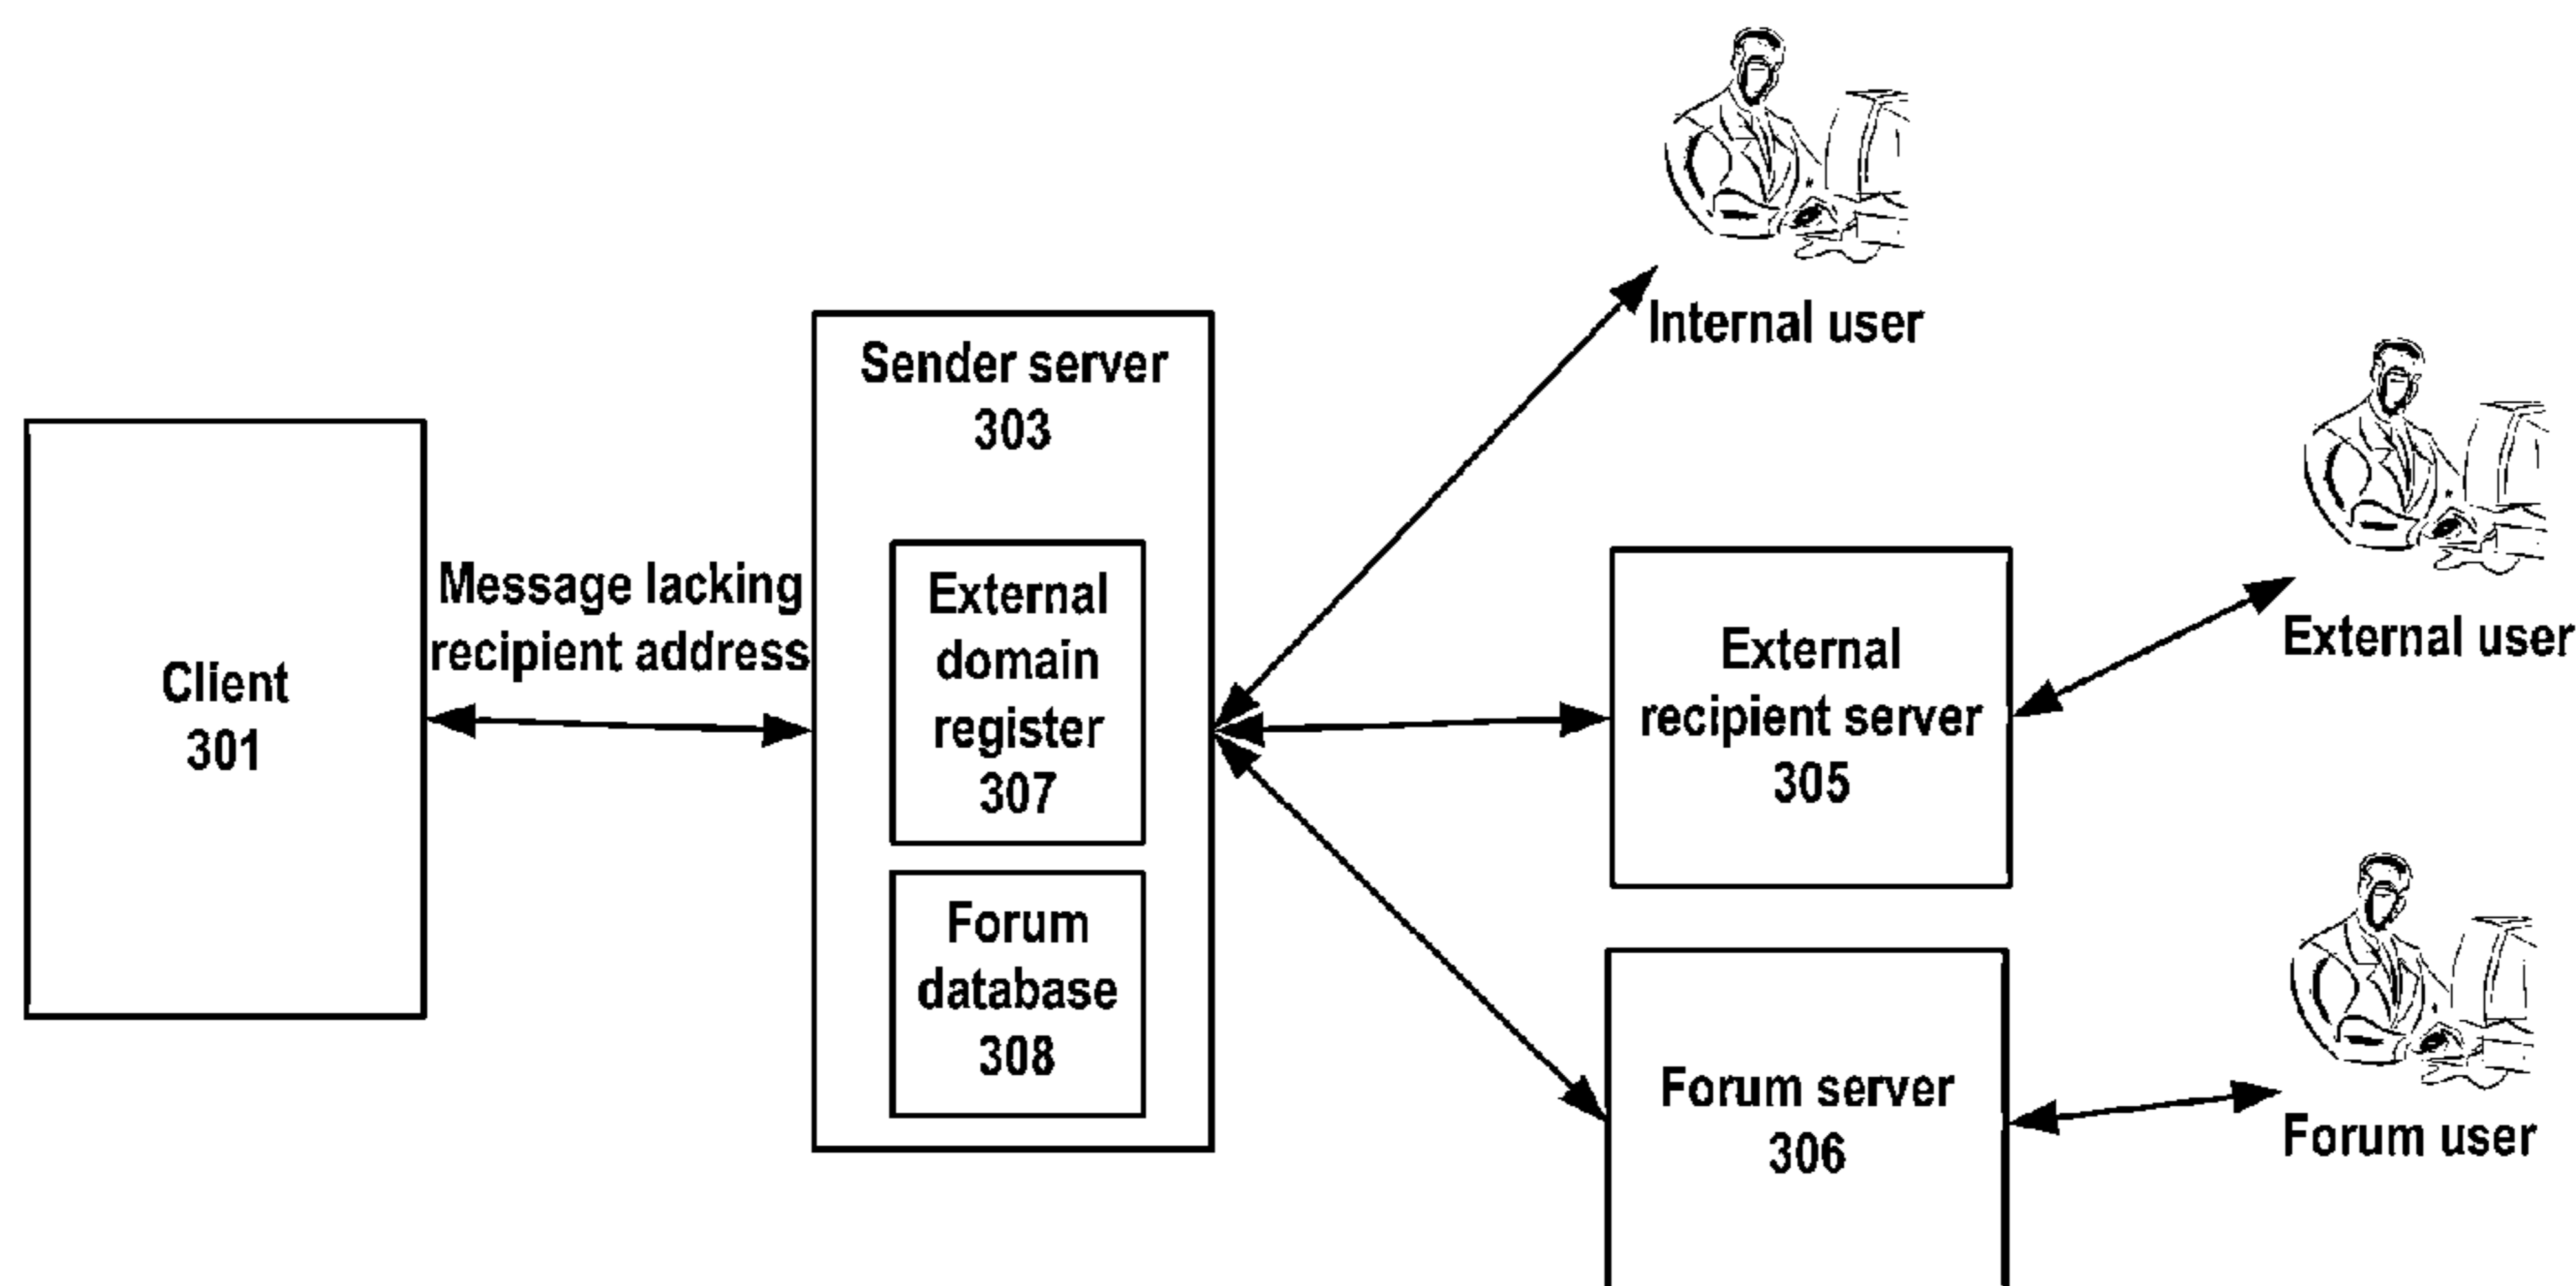 Client
301
Message lacking
recipient address
Sender server
303
External
domain
register
307
Forum
database
308
Internal user
External
recipient server
305
External user
Forum server
306
Forum user